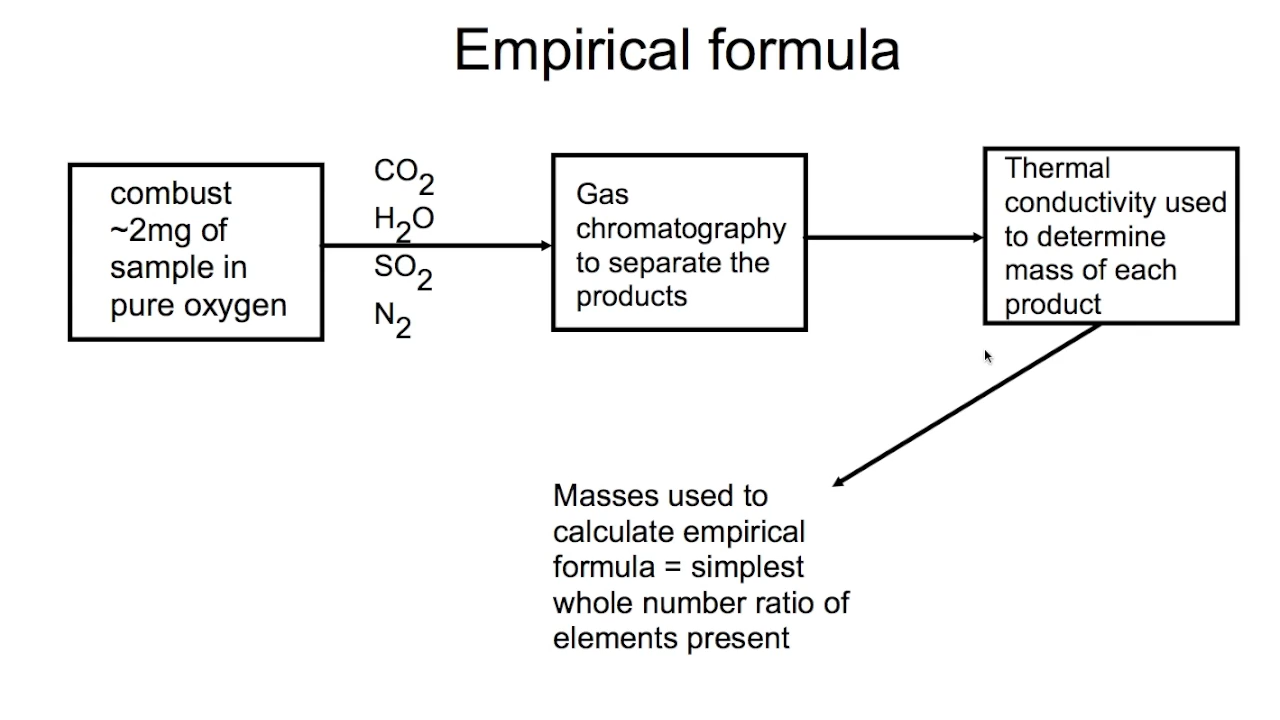 Empirical formula
combust
~2mg of
sample in
pure oxygen
CO2
H2O
SO2
N2
Gas
chromatography
to separate the
products
Thermal
conductivity used
to determine
mass of each
product
Masses used to
calculate empirical
formula = simplest
whole number ratio of
elements present